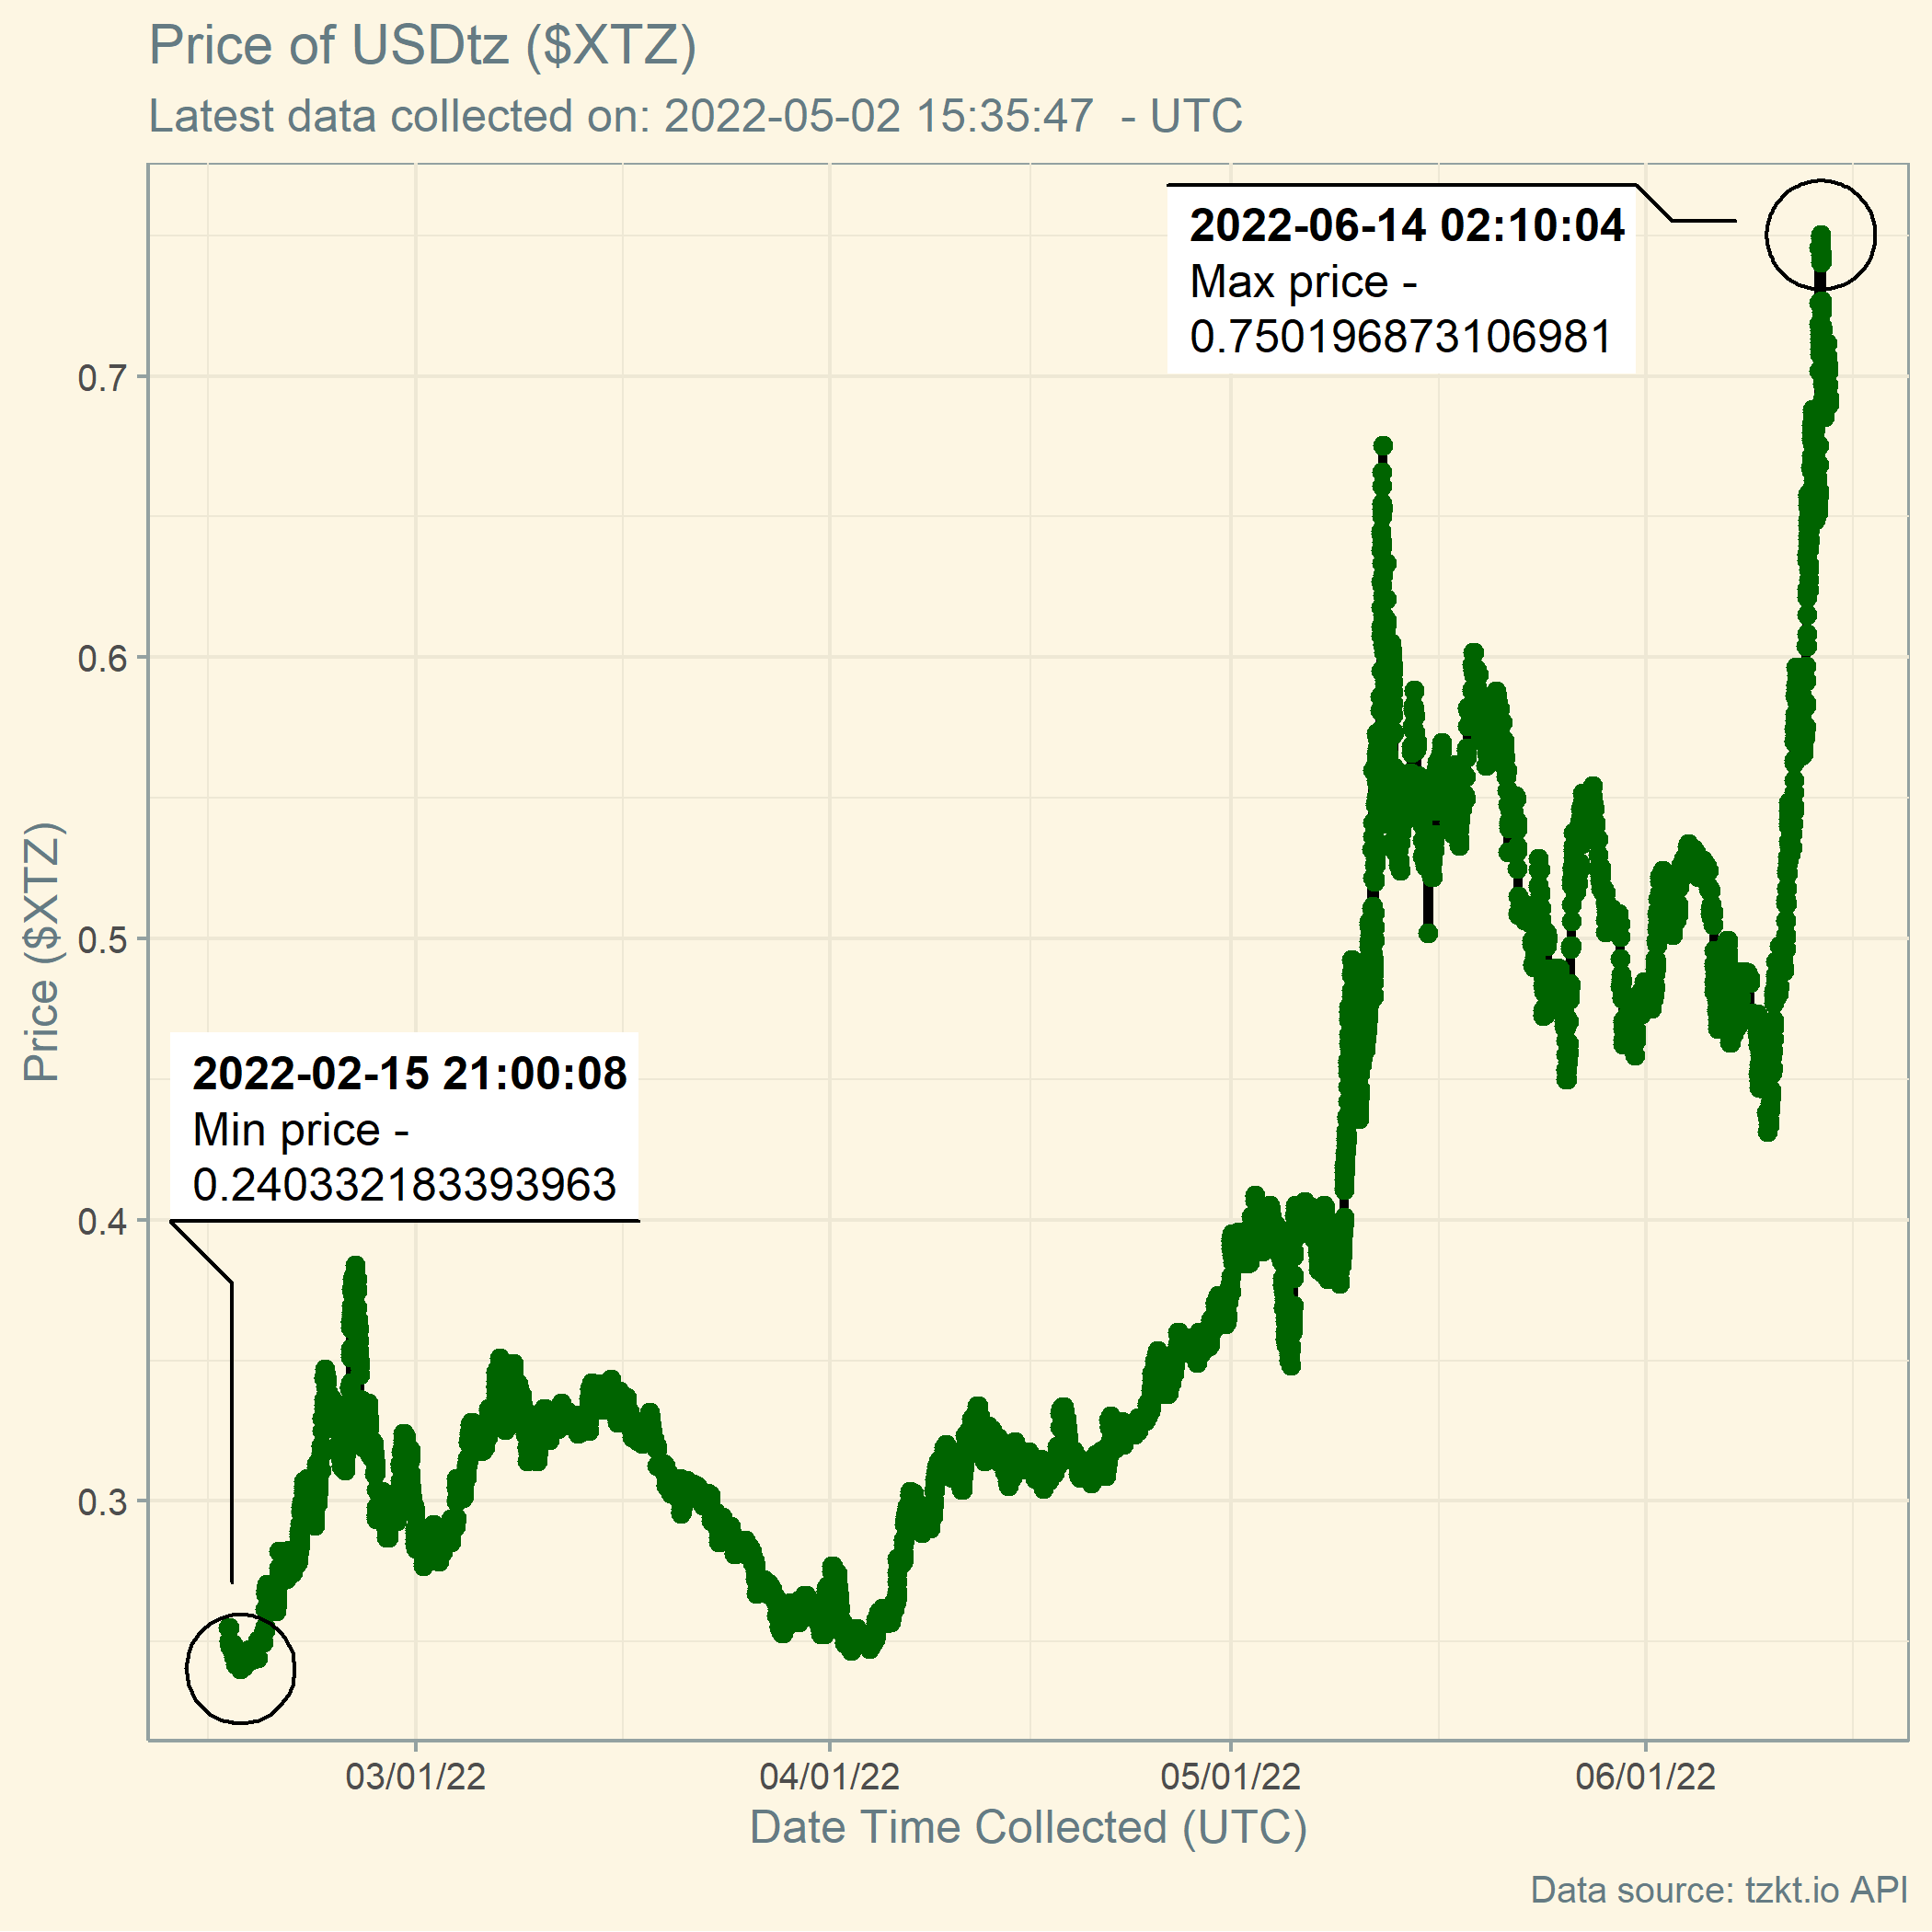 Price of USDtz ($XTZ)
Latest data collected on: 2022-05-02 15:35:47  - UTC
2022-06-14 02:10:04
Max price -
0.7501968731069​81
2022-02-15 21:00:08
Min price -
0.240332183393963
Price ($XTZ)
0.7
0.6
0.5
0.4
0.3
03/01/22
04/01/22
05/01/22
06/01/22
Date Time Collected (UTC)
Data source: tzkt.io API